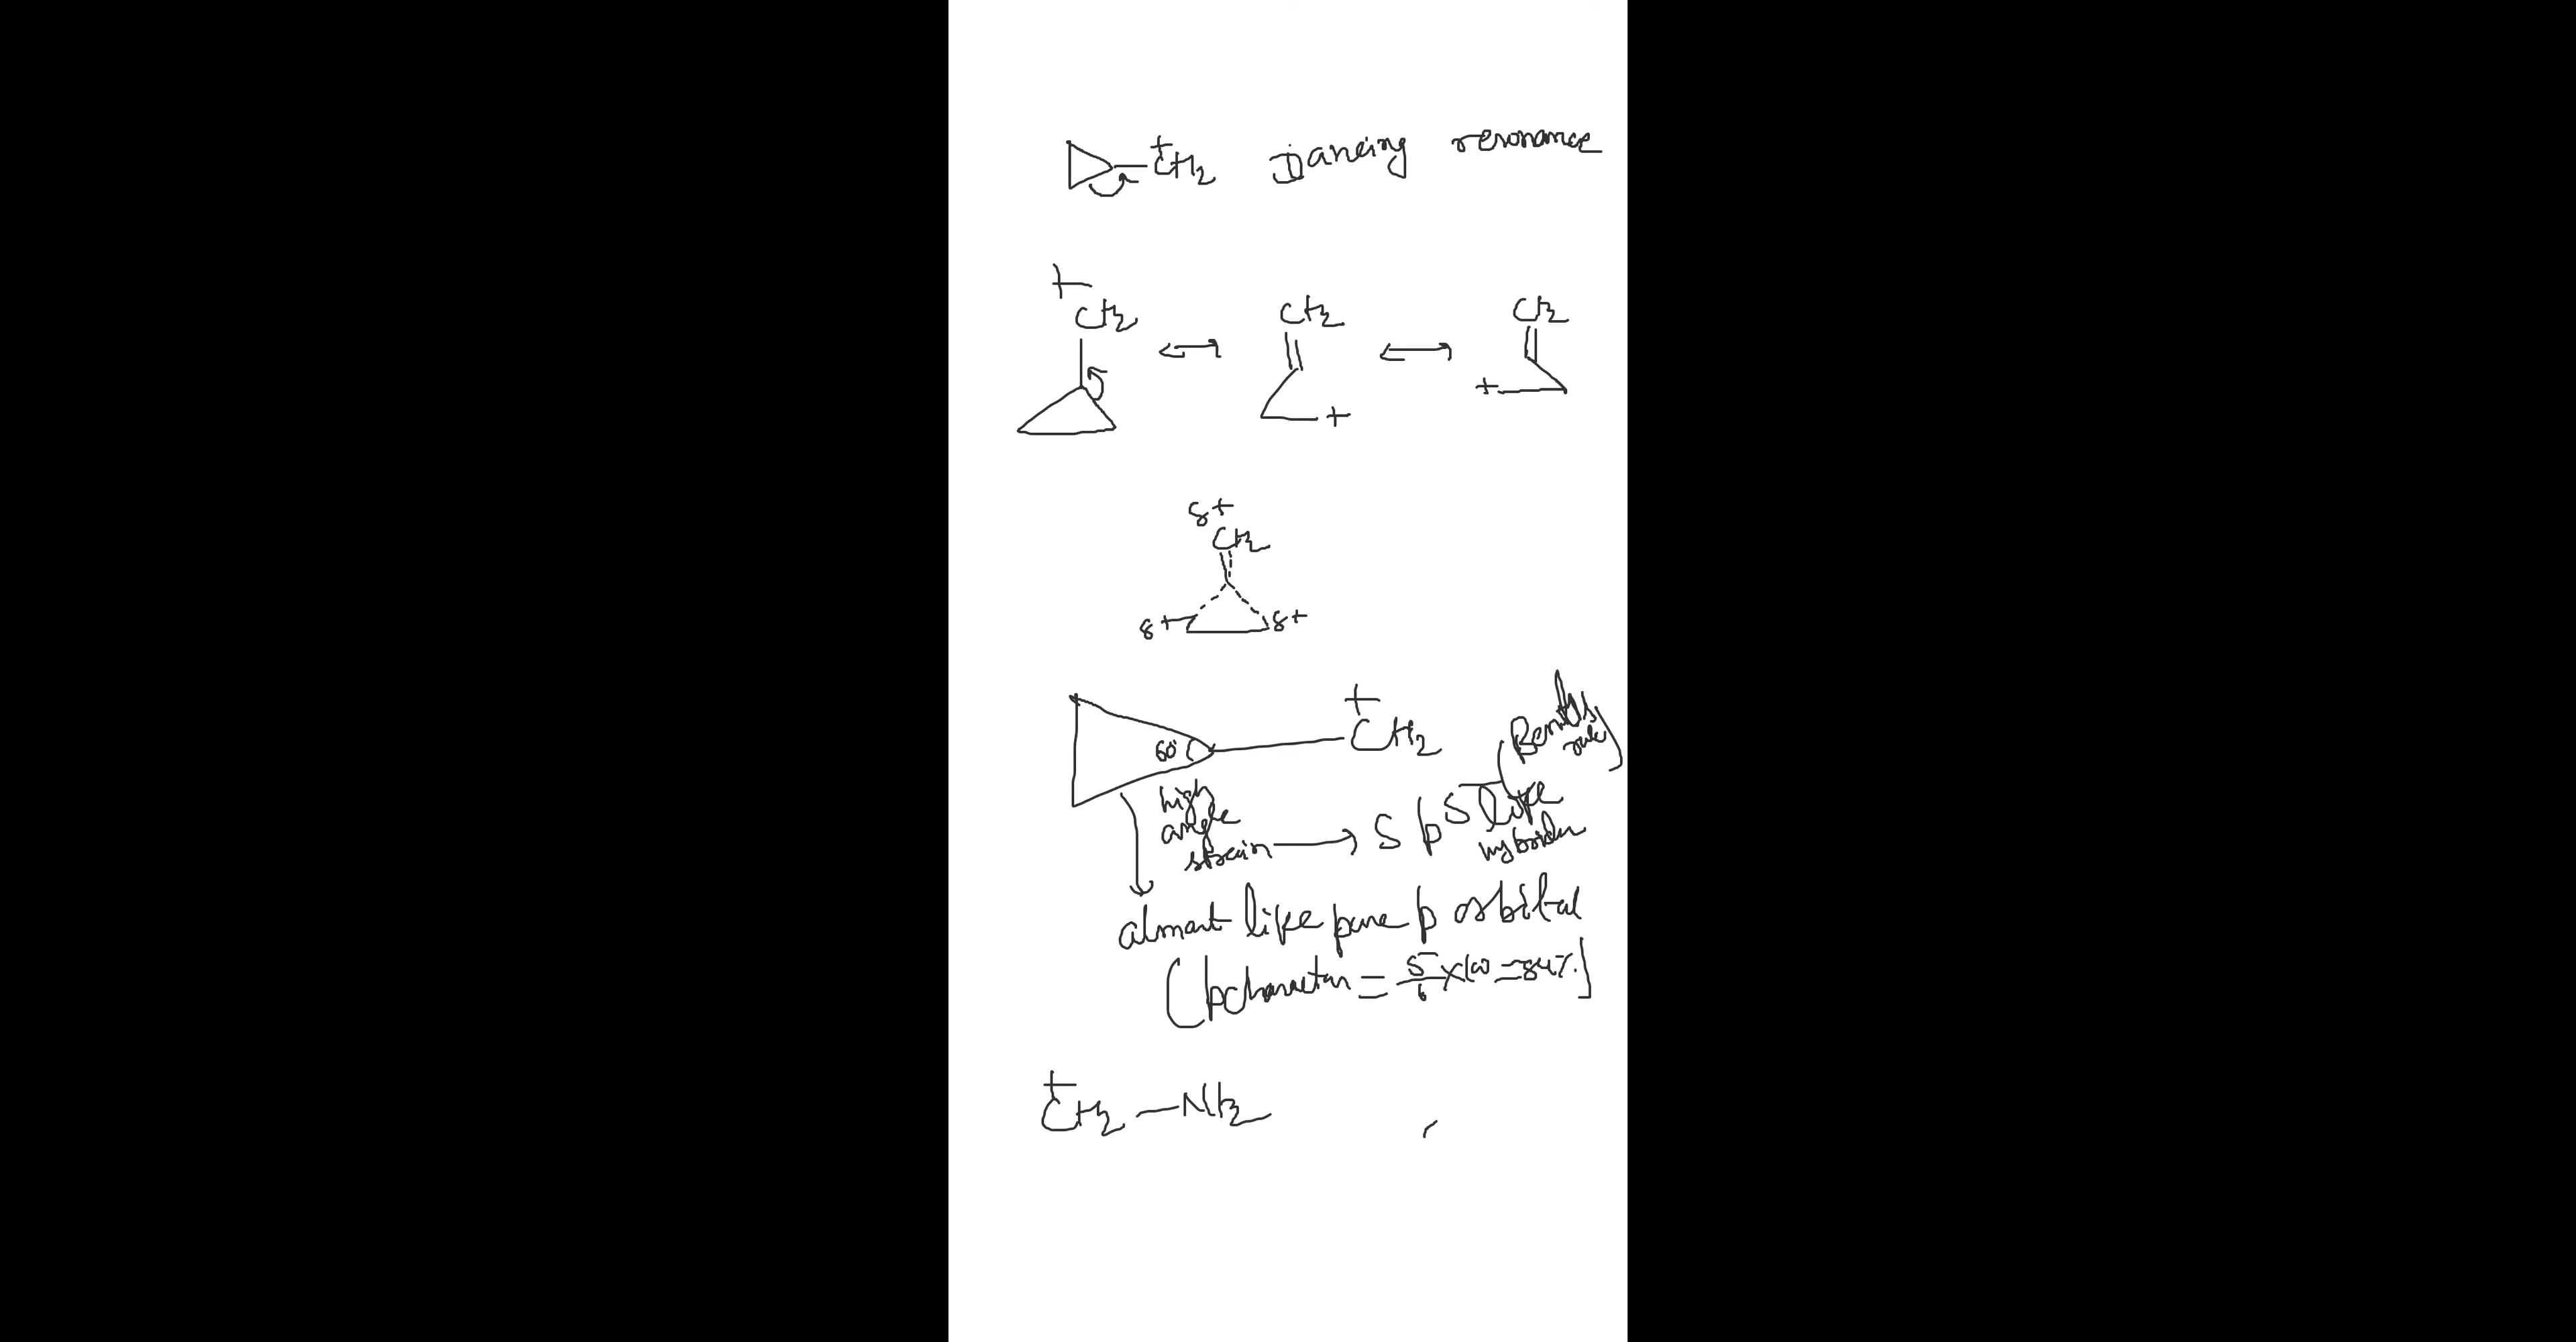 +CH2 Dancing resonance
+
CH2 ↔ CH2 ↔ CH2
+ +
δ+
CH2
δ+ δ+
+
60° CH2
(Bent's rule)
high angle strain → sp5 like hybrid
almost like pure p orbital
[p character = 5/6 x 100 = 84%]
+
CH2 — NH2